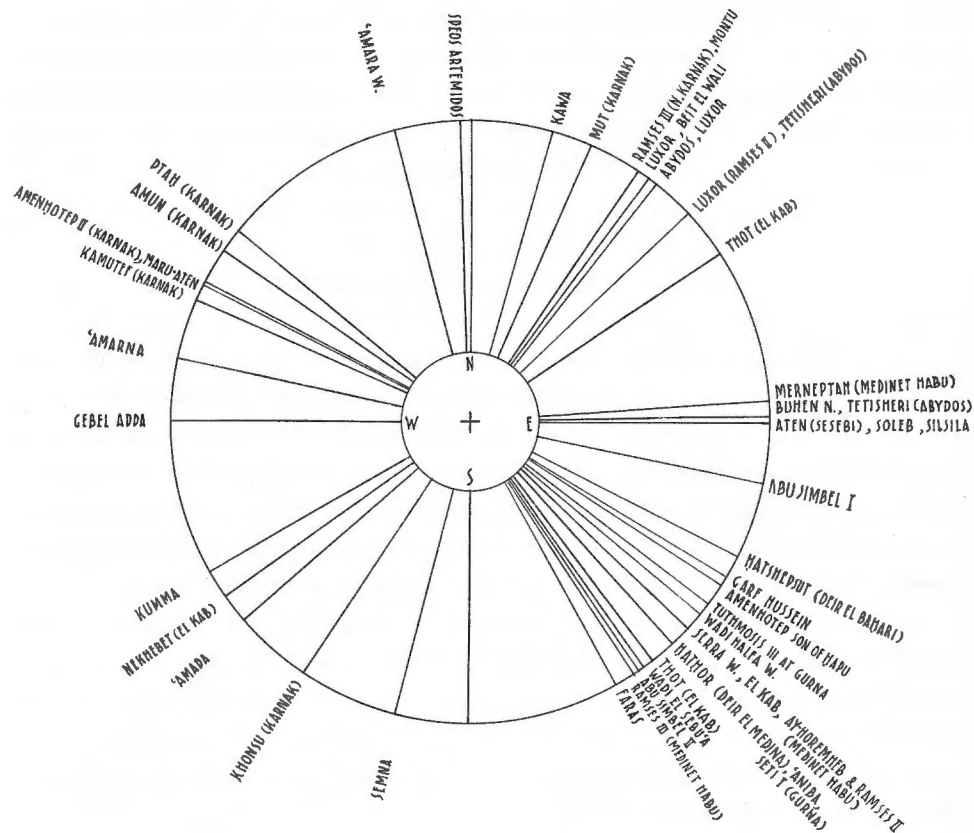 SPEOS ARTEMIDOS
KAWA
MUT (KARNAK)
RAMSES III (N. KARNAK), MONTU
LUXOR, BEIT EL WALI
ABYDOS, LUXOR
LUXOR (RAMSES II), TETISHERI (ABYDOS)
THOT (EL KAB)
MERNEPTAH (MEDINET HABU)
BUHEN N., TETISHERI (ABYDOS)
ATEN (SESEBI), SOLEB, SILSILA
ABU SIMBEL I
HATSHEPSUT (DEIR EL BAHARI)
GARF HUSSEIN
AMENHOTEP SON OF HAPU
TUTHMOSIS III AT GURNA
WADI HALFA W.
SERRA W., EL KAB, AY-HOREMHEB & RAMSES II
(MEDINET HABU)
HATHOR (DEIR EL MEDINA), 'ANIBA,
SETI I (GURNA)
THOT (EL KAB)
WADI ES SEBU'A
ABU SIMBEL II
RAMSES III (MEDINET HABU)
FARAS
SEMNA
KHONSU (KARNAK)
'AMADA
NEKHEBET (EL KAB)
KUMMA
GEBEL ADDA
'AMARNA
KAMUTEF (KARNAK)
AMENHOTEP II (KARNAK), MARU-ATEN
AMUN (KARNAK)
PTAH (KARNAK)
'AMARA W.
N
W
E
S